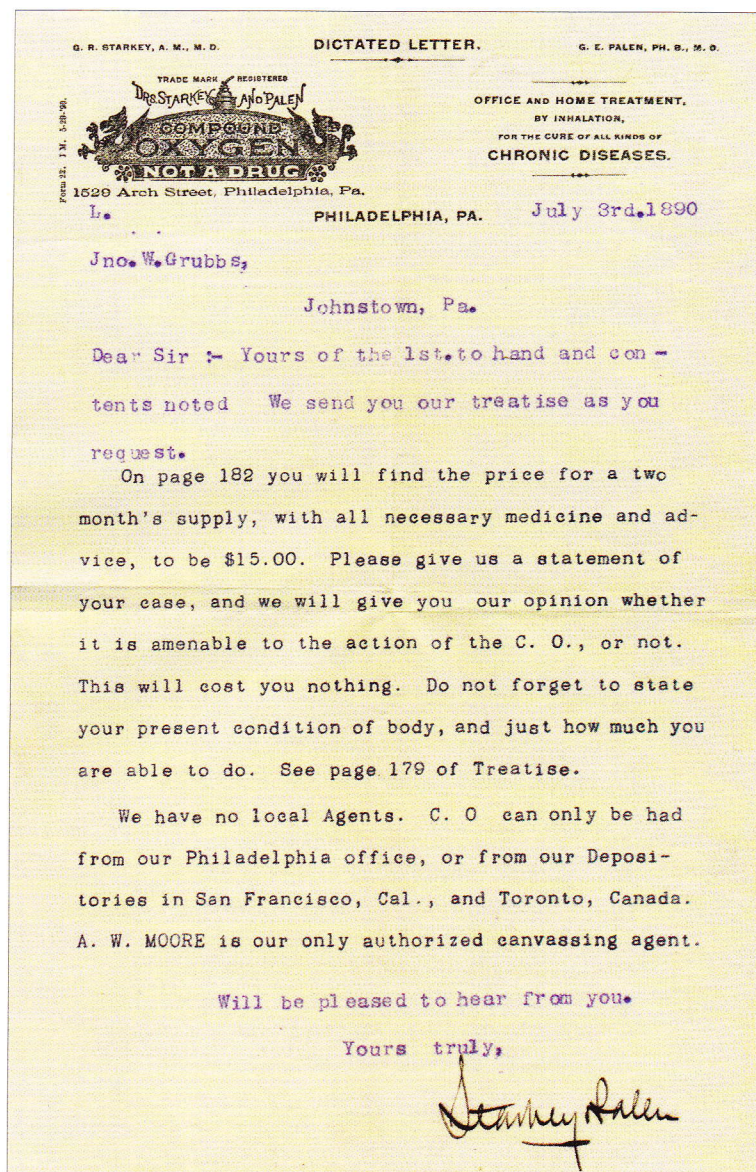 G. R. STARKEY, A. M., M. D.
DICTATED LETTER.
G. E. PALEN, PH. B., M. D.
TRADE MARK REGISTERED
DRS. STARKEY AND PALEN
COMPOUND
OXYGEN
NOT A DRUG
1529 Arch Street, Philadelphia, Pa.
Form 22. 1 M. 5-29-'90.
OFFICE AND HOME TREATMENT,
BY INHALATION,
FOR THE CURE OF ALL KINDS OF
CHRONIC DISEASES.
L.
PHILADELPHIA, PA. July 3rd.1890
Jno.W.Grubbs,
Johnstown, Pa.
Dear Sir :- Yours of the 1st.to hand and con -
tents noted We send you our treatise as you
request.
On page 182 you will find the price for a two
month's supply, with all necessary medicine and ad-
vice, to be $15.00. Please give us a statement of
your case, and we will give you our opinion whether
it is amenable to the action of the C. O., or not.
This will cost you nothing. Do not forget to state
your present condition of body, and just how much you
are able to do. See page 179 of Treatise.
We have no local Agents. C. O can only be had
from our Philadelphia office, or from our Deposi-
tories in San Francisco, Cal., and Toronto, Canada.
A. W. MOORE is our only authorized canvassing agent.
Will be pleased to hear from you.
Yours truly,
Starkey Palen